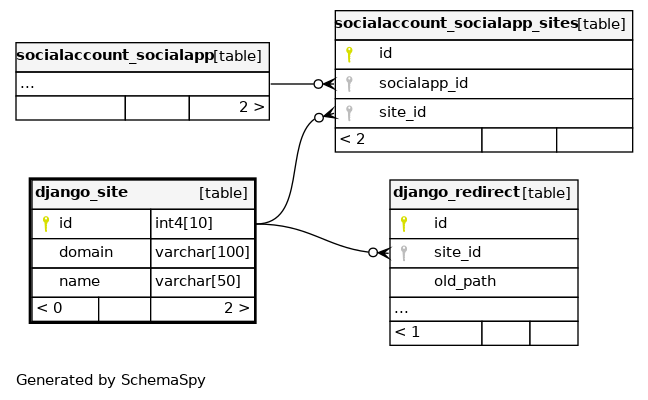 socialaccount_socialapp [table]
...
2 >
socialaccount_socialapp_sites [table]
id
socialapp_id
site_id
< 2
django_site [table]
id int4[10]
domain varchar[100]
name varchar[50]
< 0 2 >
django_redirect [table]
id
site_id
old_path
...
< 1
Generated by SchemaSpy